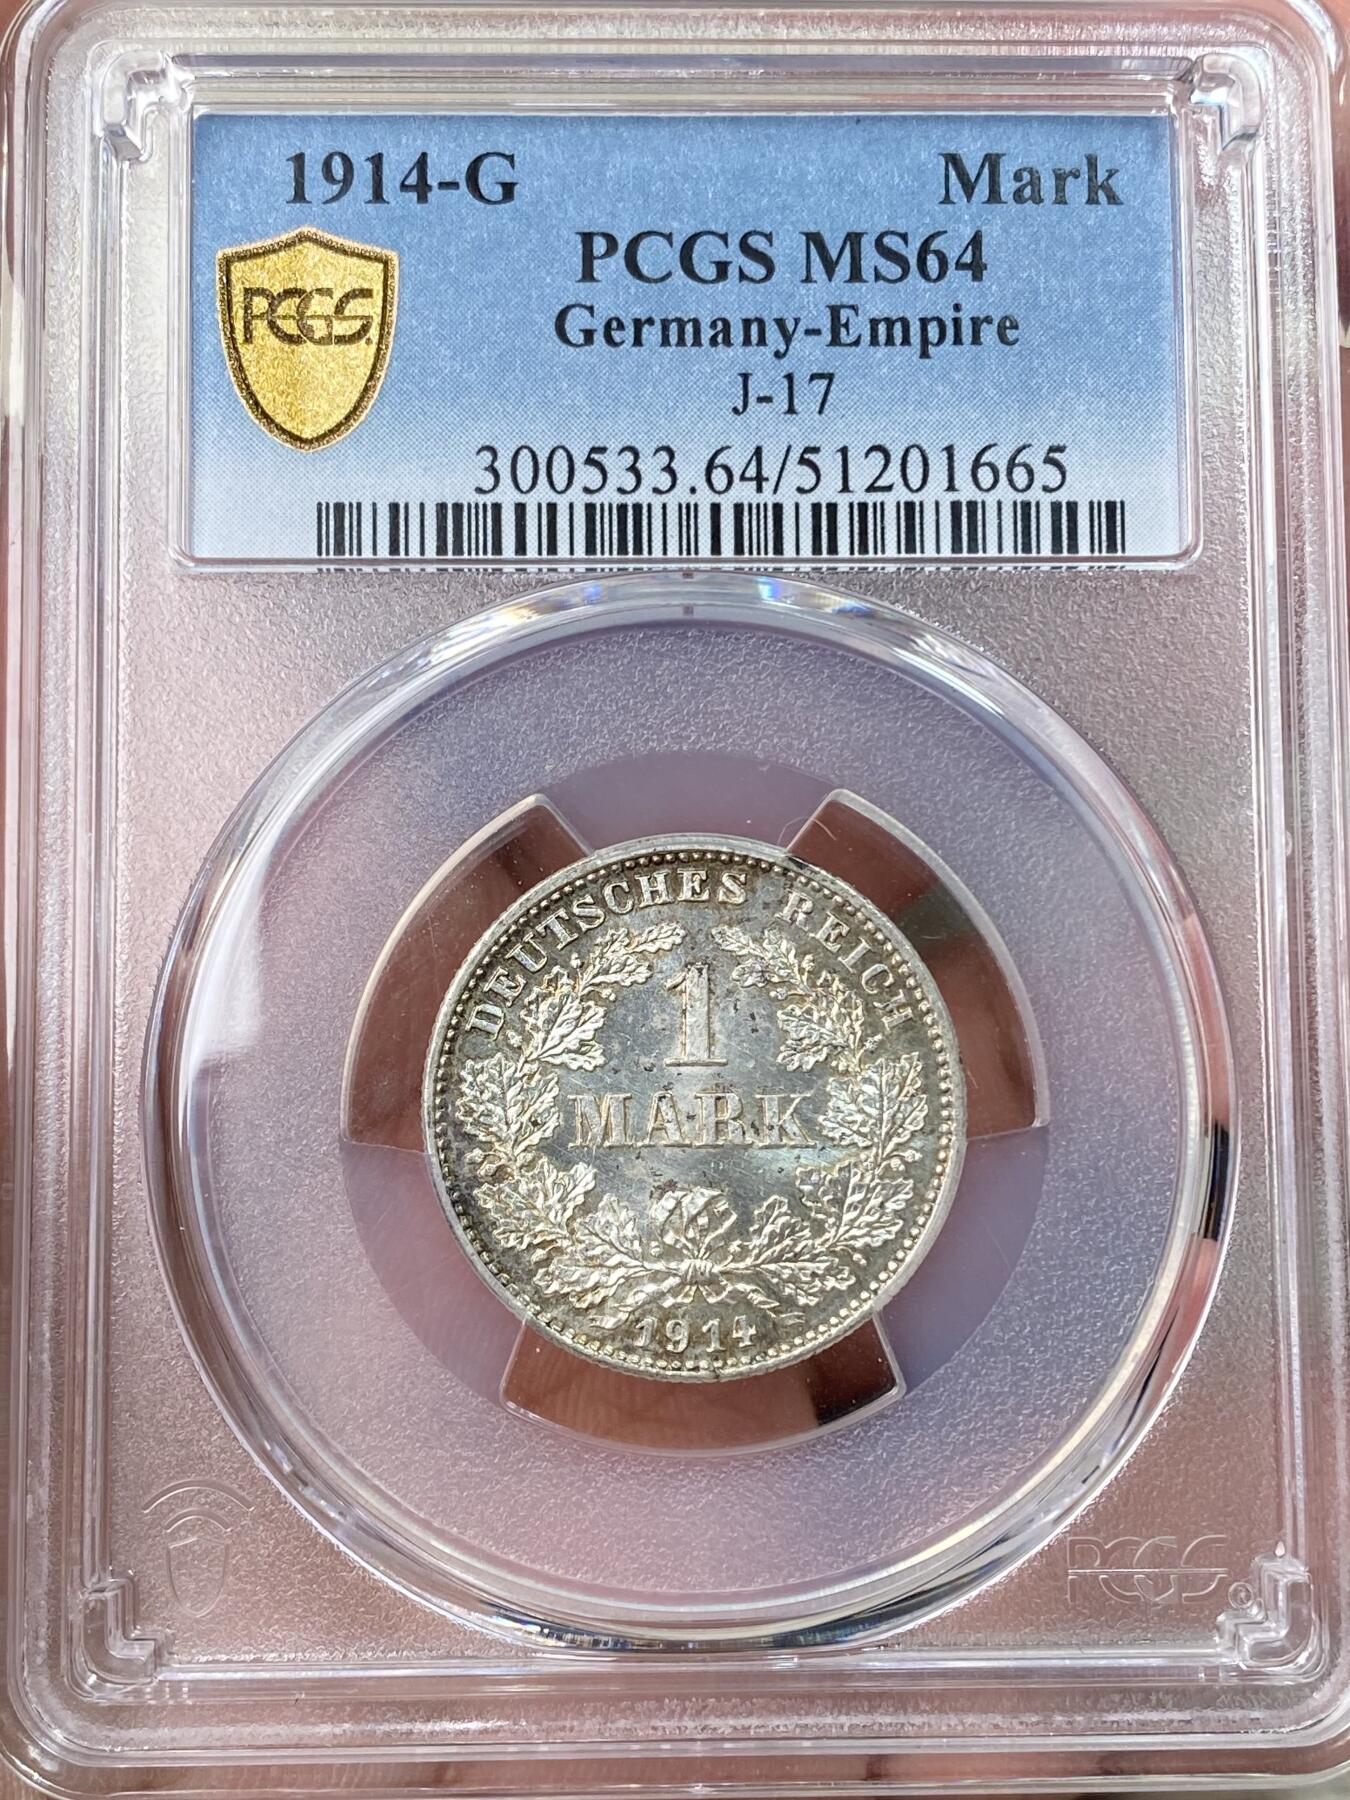 1914-G Mark
PCGS MS64
PCGS
Germany-Empire
J-17
300533.64/51201665
DEUTSCHES REICH
1
MARK
1914
PCGS